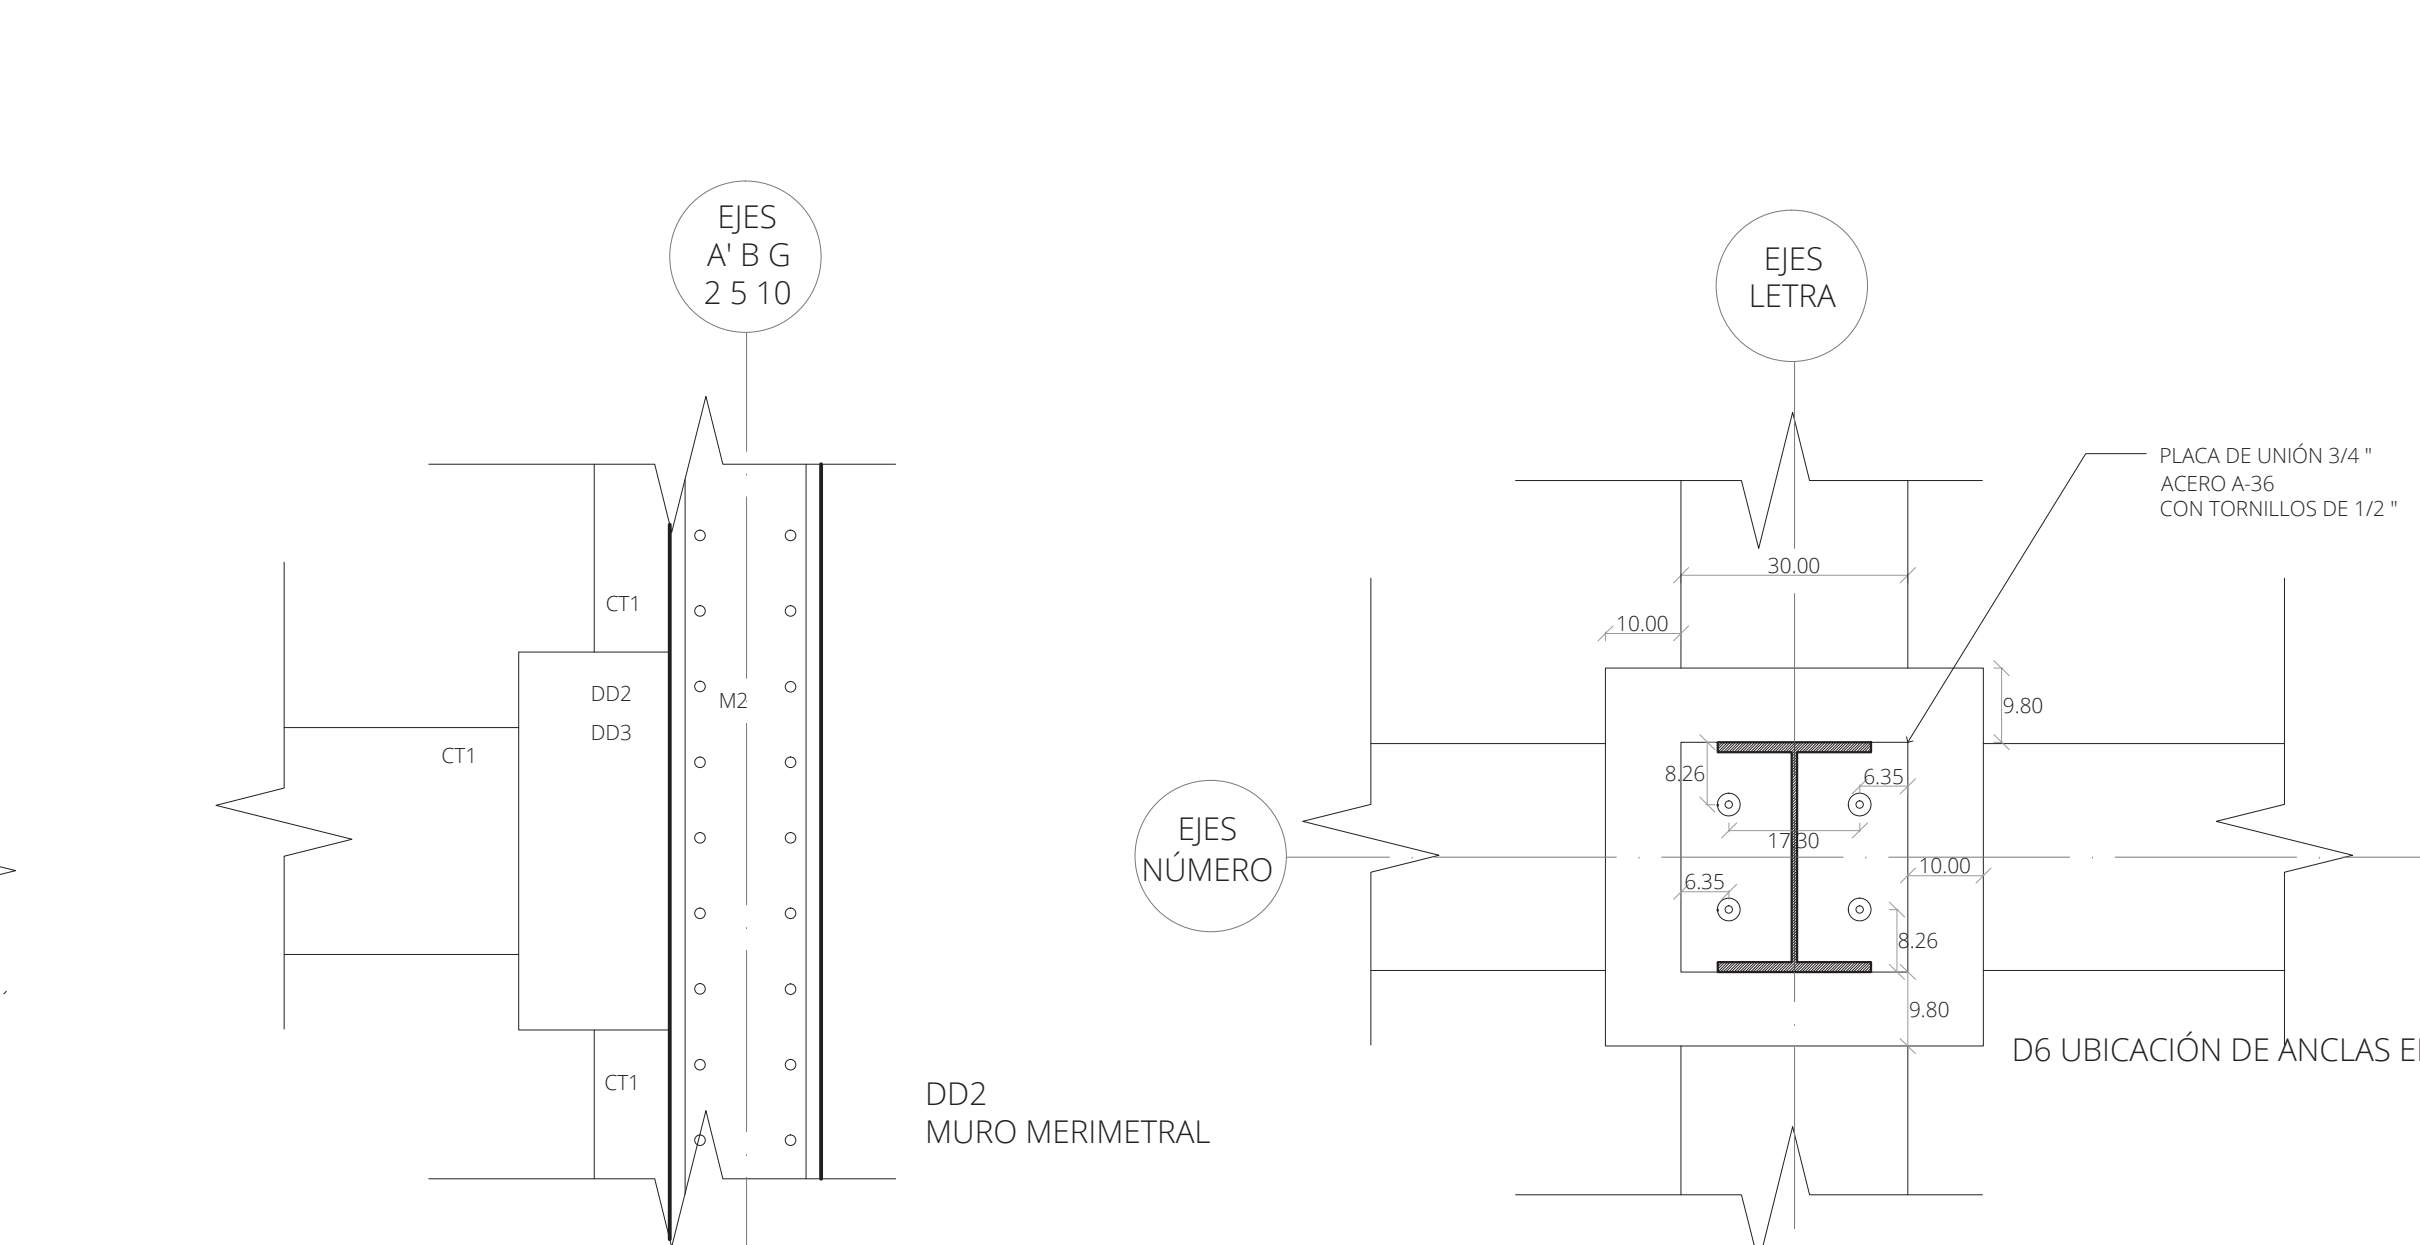 EJES
A' B G
2 5 10
CT1
DD2
DD3
CT1
M2
CT1
DD2
MURO MERIMETRAL
EJES
LETRA
PLACA DE UNIÓN 3/4 "
ACERO A-36
CON TORNILLOS DE 1/2 "
30.00
10.00
9.80
8.26
6.35
EJES
NÚMERO
17.30
10.00
6.35
8.26
9.80
D6 UBICACIÓN DE ANCLAS